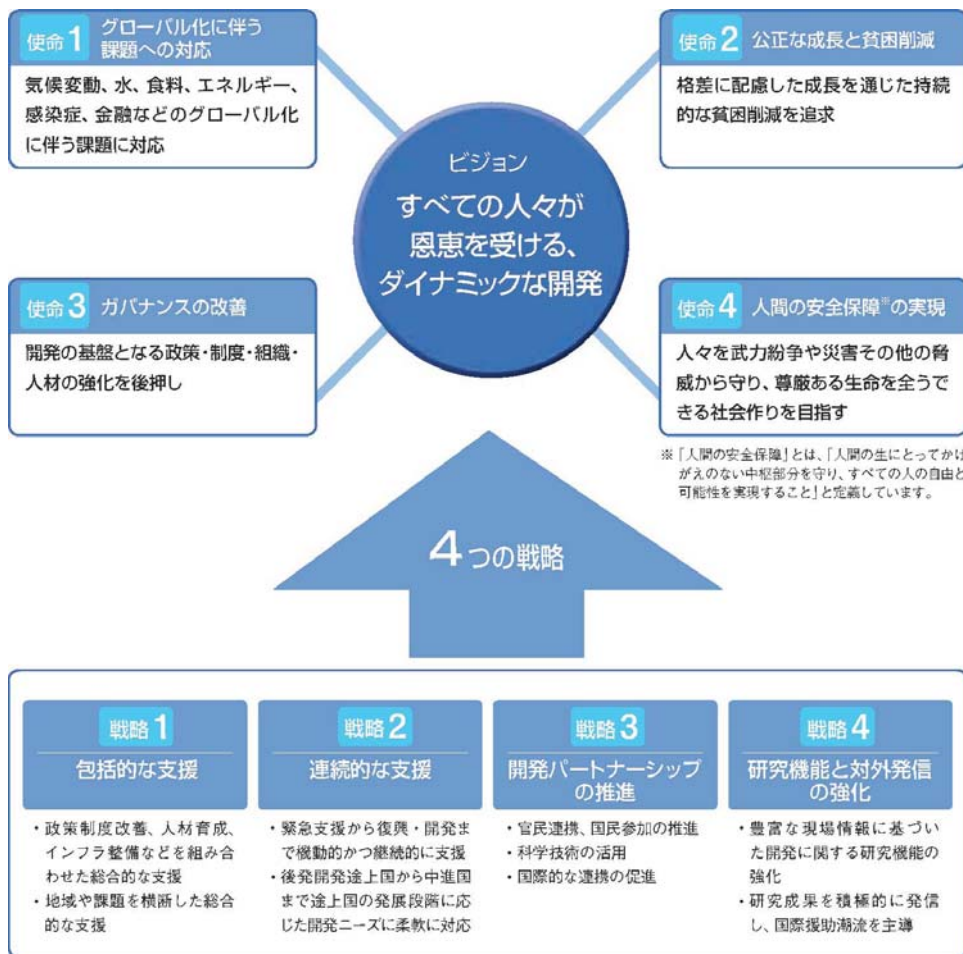 使命1 グローバル化に伴う
課題への対応
気候変動、水、食料、エネルギー、
感染症、金融などのグローバル化
に伴う課題に対応
使命2 公正な成長と貧困削減
格差に配慮した成長を通じた持続
的な貧困削減を追求
ビジョン
すべての人々が
恩恵を受ける、
ダイナミックな開発
使命3 ガバナンスの改善
開発の基盤となる政策・制度・組織・
人材の強化を後押し
使命4 人間の安全保障※の実現
人々を武力紛争や災害その他の脅
威から守り、尊厳ある生命を全うで
きる社会作りを目指す
※「人間の安全保障」とは、「人間の生にとってかけ
がえのない中枢部分を守り、すべての人の自由と
可能性を実現すること」と定義しています。
4つの戦略
戦略1
包括的な支援
・政策制度改善、人材育成、
インフラ整備などを組み合
わせた総合的な支援
・地域や課題を横断した総合
的な支援
戦略2
連続的な支援
・緊急支援から復興・開発ま
で機動的かつ継続的に支援
・後発開発途上国から中進国
まで途上国の発展段階に応
じた開発ニーズに柔軟に対応
戦略3
開発パートナーシップ
の推進
・官民連携、国民参加の推進
・科学技術の活用
・国際的な連携の促進
戦略4
研究機能と対外発信
の強化
・豊富な現場情報に基づい
た開発に関する研究機能の
強化
・研究成果を積極的に発信
し、国際援助潮流を主導